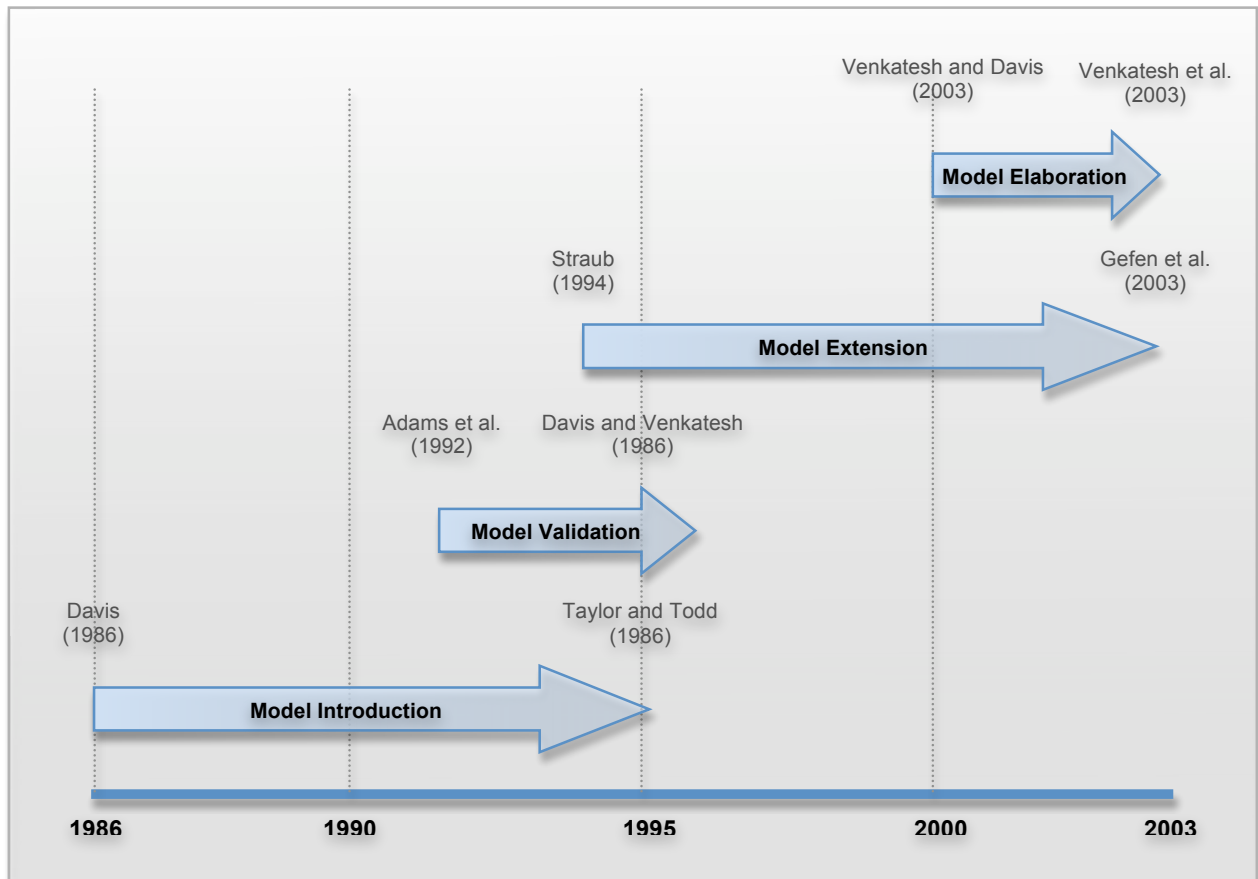 Venkatesh and Davis
(2003)
Venkatesh et al.
(2003)
Model Elaboration
Straub
(1994)
Gefen et al.
(2003)
Model Extension
Adams et al.
(1992)
Davis and Venkatesh
(1986)
Model Validation
Davis
(1986)
Taylor and Todd
(1986)
Model Introduction
1986
1990
1995
2000
2003